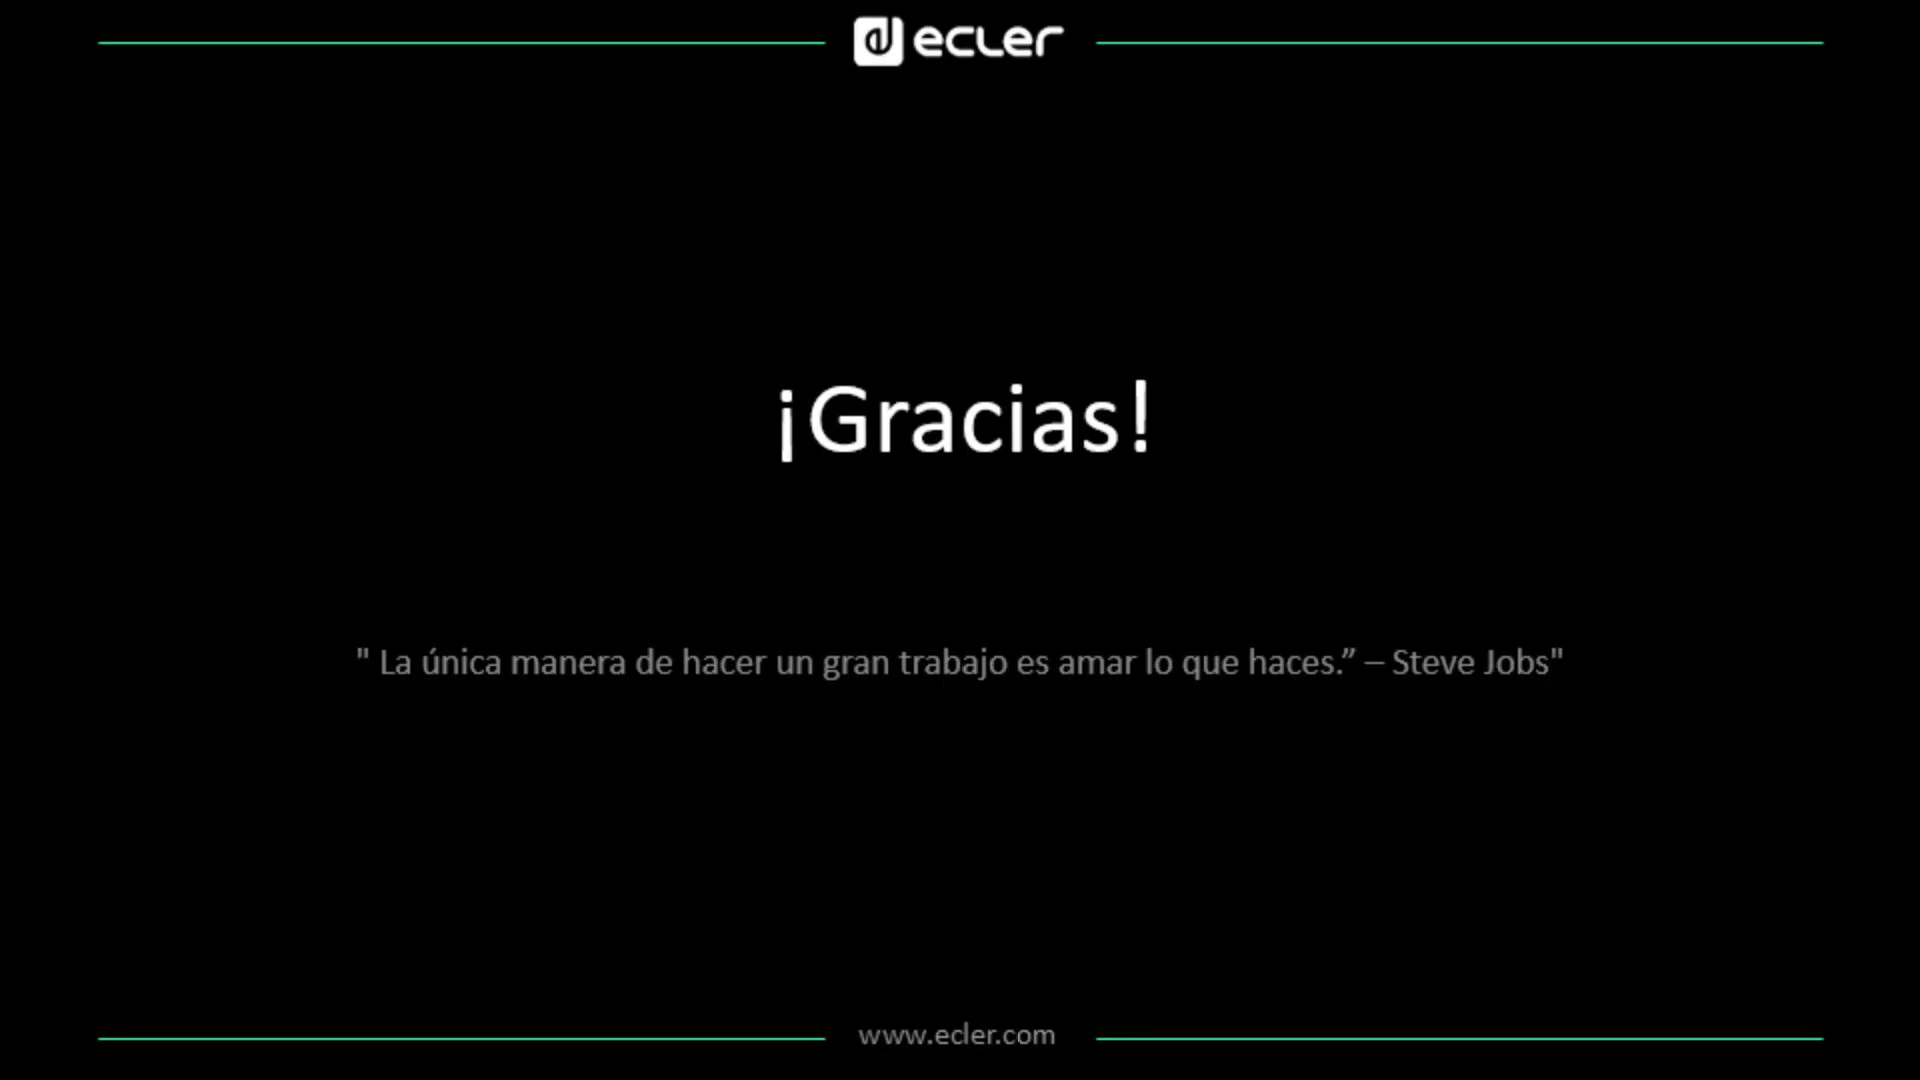 ecler
¡Gracias!
" La única manera de hacer un gran trabajo es amar lo que haces.” – Steve Jobs"
www.ecler.com